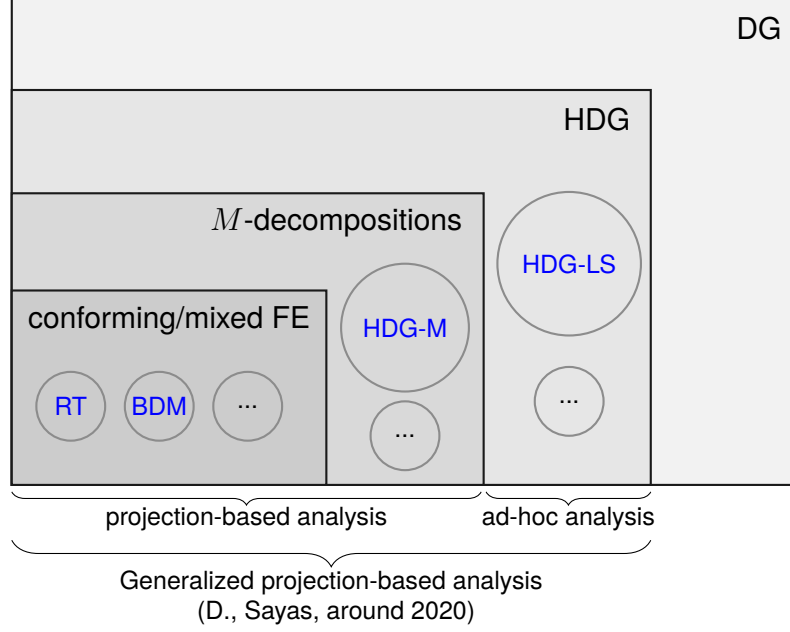 DG
HDG
M-decompositions
HDG-LS
conforming/mixed FE
HDG-M
RT BDM ... ... ...
projection-based analysis ad-hoc analysis
Generalized projection-based analysis
(D., Sayas, around 2020)